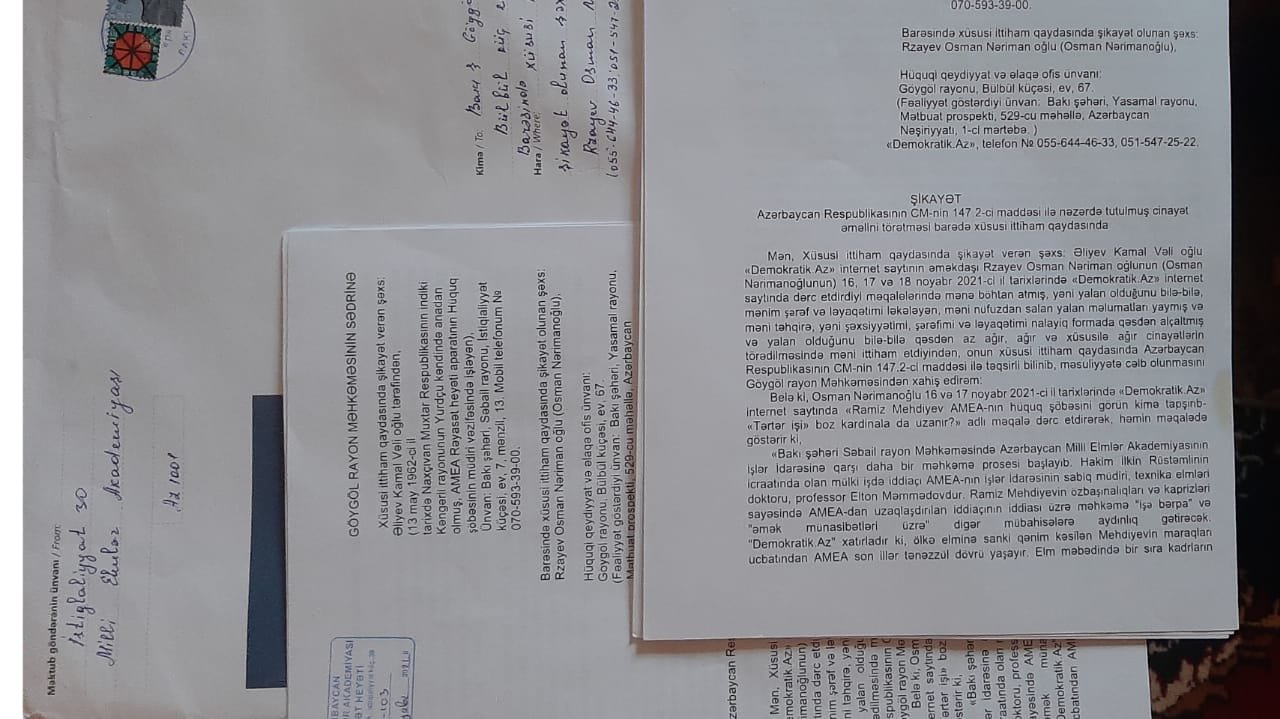 Məktub göndərənin ünvanı / From:
İstiqlaliyyat 30
Milli Elmlər Akademiyası
Az 1001
Kimə / To:
Hara / Where:
Barəsində xüsusi
şikayət olunan şəx
Rzayev Osman
(055-644-46-33; 051-547-2
GÖYGÖL RAYON MƏHKƏMƏSİNİN SƏDRİNƏ
Xüsusi ittiham qaydasında şikayət verən şəxs:
Əliyev Kamal Vəli oğlu tərəfindən,
(13 may 1962-ci il
tarixdə Naxçıvan Muxtar Respublikasının indiki
Kəngərli rayonunun Yurdçu kəndində anadan
olmuş, AMEA Rəyasət heyəti aparatının Hüquq
şöbəsinin müdiri vəzifəsində işləyən),
Ünvan: Bakı şəhəri, Səbail rayonu, İstiqlaliyyət
küçəsi, ev, 7, mənzil, 13. Mobil telefonum №
070-593-39-00.
Barəsində xüsusi ittiham qaydasında şikayət olunan şəxs:
Rzayev Osman Nəriman oğlu (Osman Nərimanoğlu),
Hüquqi qeydiyyat və əlaqə ofis ünvanı:
Göygöl rayonu, Bülbül küçəsi, ev, 67.
(Fəaliyyət göstərdiyi ünvan: Bakı şəhəri, Yasamal rayonu,
Mətbuat prospekti, 529-cu məhəllə, Azərbaycan
070-593-39-00.
Barəsində xüsusi ittiham qaydasında şikayət olunan şəxs:
Rzayev Osman Nəriman oğlu (Osman Nərimanoğlu),
Hüquqi qeydiyyat və əlaqə ofis ünvanı:
Göygöl rayonu, Bülbül küçəsi, ev, 67.
(Fəaliyyət göstərdiyi ünvan: Bakı şəhəri, Yasamal rayonu,
Mətbuat prospekti, 529-cu məhəllə, Azərbaycan
Nəşiriyyatı, 1-ci mərtəbə. )
«Demokratik.Az», telefon № 055-644-46-33, 051-547-25-22.
ŞİKAYƏT
Azərbaycan Respublikasının CM-nin 147.2-ci maddəsi ilə nəzərdə tutulmuş cinayət
əməlini törətməsi barədə xüsusi ittiham qaydasında
Mən, Xüsusi ittiham qaydasında şikayət verən şəxs: Əliyev Kamal Vəli oğlu
«Demokratik.Az» internet saytının əməkdaşı Rzayev Osman Nəriman oğlunun (Osman
Nərimanoğlunun) 16, 17 və 18 noyabr 2021-ci il tarixlərində «Demokratik.Az» internet
saytında dərc etdirdiyi məqalələrində mənə böhtan atmış, yəni yalan olduğunu bilə-bilə,
mənim şərəf və ləyaqətimi ləkələyən, məni nüfuzdan salan yalan məlumatları yaymış və
məni təhqirə, yəni şəxsiyyətimi, şərəfimi və ləyaqətimi nalayiq formada qəsdən alçaltmış
və yalan olduğunu bilə-bilə qəsdən az ağır, ağır və xüsusilə ağır cinayətlərin
törədilməsində məni ittiham etdiyindən, onun xüsusi ittiham qaydasında Azərbaycan
Respublikasının CM-nin 147.2-ci maddəsi ilə təqsirli bilinib, məsuliyyətə cəlb olunmasını
Göygöl rayon Məhkəməsindən xahiş edirəm:
Belə ki, Osman Nərimanoğlu 16 və 17 noyabr 2021-ci il tarixlərində «Demokratik.Az»
internet saytında «Ramiz Mehdiyev AMEA-nın hüquq şöbəsini görün kimə tapşırıb-
«Tərtər işi» boz kardinala da uzanır?» adlı məqalə dərc etdirərək, həmin məqalədə
göstərir ki,
«Bakı şəhəri Səbail rayon Məhkəməsində Azərbaycan Milli Elmlər Akademiyasının
İşlər İdarəsinə qarşı daha bir məhkəmə prosesi başlayıb. Hakim İlkin Rüstəmlinin
icraatında olan mülki işdə iddiaçı AMEA-nın İşlər İdarəsinin sabiq müdiri, texnika elmləri
doktoru, professor Elton Məmmədovdur. Ramiz Mehdiyevin özbaşınalıqları və kaprizləri
sayəsində AMEA-dan uzaqlaşdırılan iddiaçının iddiası üzrə məhkəmə "işə bərpa" və
"əmək münasibətləri üzrə" digər mübahisələrə aydınlıq gətirəcək.
"Demokratik.Az" xatırladır ki, ölkə elminə sanki qənim kəsilən Mehdiyevin maraqları
ucbatından AMEA son illər tənəzzül dövrü yaşayır. Elm məbədində bir sıra kadrların